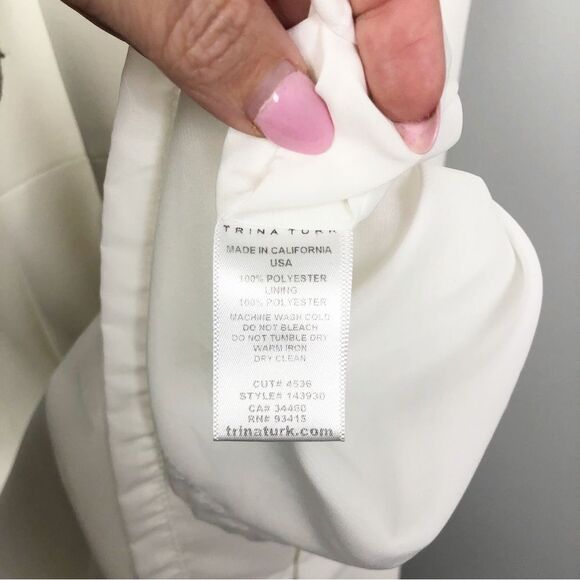 TRINA TURK
MADE IN CALIFORNIA
USA
100% POLYESTER
LINING
100% POLYESTER
MACHINE WASH COLD
DO NOT BLEACH
DO NOT TUMBLE DRY
WARM IRON
DRY CLEAN
CUT# 4536
STYLE# 143930
CA# 34480
RN# 93415
trinaturk.com